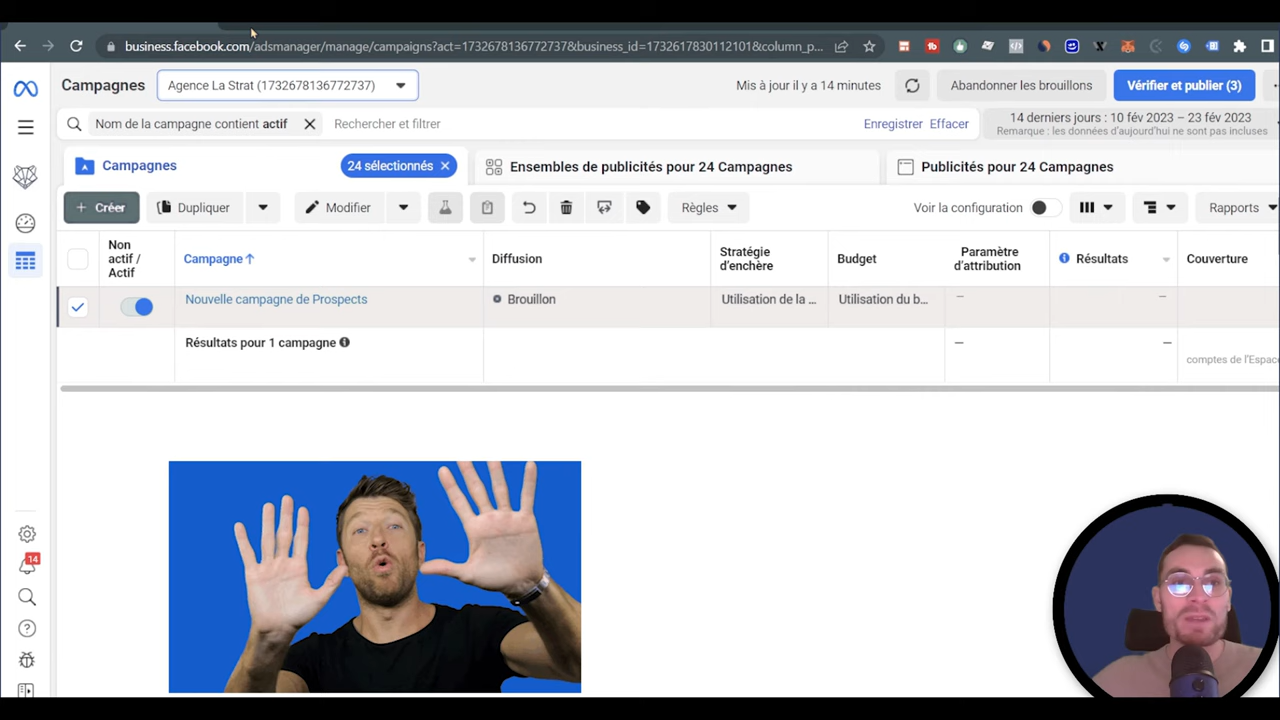 business.facebook.com/adsmanager/manage/campaigns?act=1732678136772737&business_id=1732617830112101&column_p...
Campagnes
Agence La Strat (1732678136772737)
Mis à jour il y a 14 minutes
Abandonner les brouillons
Vérifier et publier (3)
Nom de la campagne contient actif
Rechercher et filtrer
Enregistrer
Effacer
14 derniers jours : 10 fév 2023 – 23 fév 2023
Remarque : les données d'aujourd'hui ne sont pas incluses
Campagnes
24 sélectionnés
Ensembles de publicités pour 24 Campagnes
Publicités pour 24 Campagnes
+ Créer
Dupliquer
Modifier
Règles
Voir la configuration
Rapports
Non actif / Actif
Campagne
Diffusion
Stratégie d'enchère
Budget
Paramètre d'attribution
Résultats
Couverture
Nouvelle campagne de Prospects
Brouillon
Utilisation de la ...
Utilisation du b...
–
–
Résultats pour 1 campagne
–
–
comptes de l'Espac
14